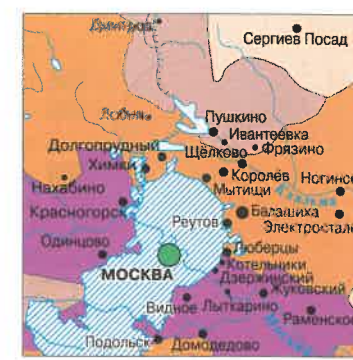 Дмитров
Сергиев Посад
Лобня
Пушкино
Ивантеевка
Фрязино
Долгопрудный
Щёлково
Химки
Королёв
Ногинск
Мытищи
Нахабино
Балашиха
Красногорск
Реутов
Электросталь
Одинцово
Люберцы
Котельники
МОСКВА
Дзержинский
Жуковский
Видное
Лыткарино
Раменское
Подольск
Домодедово